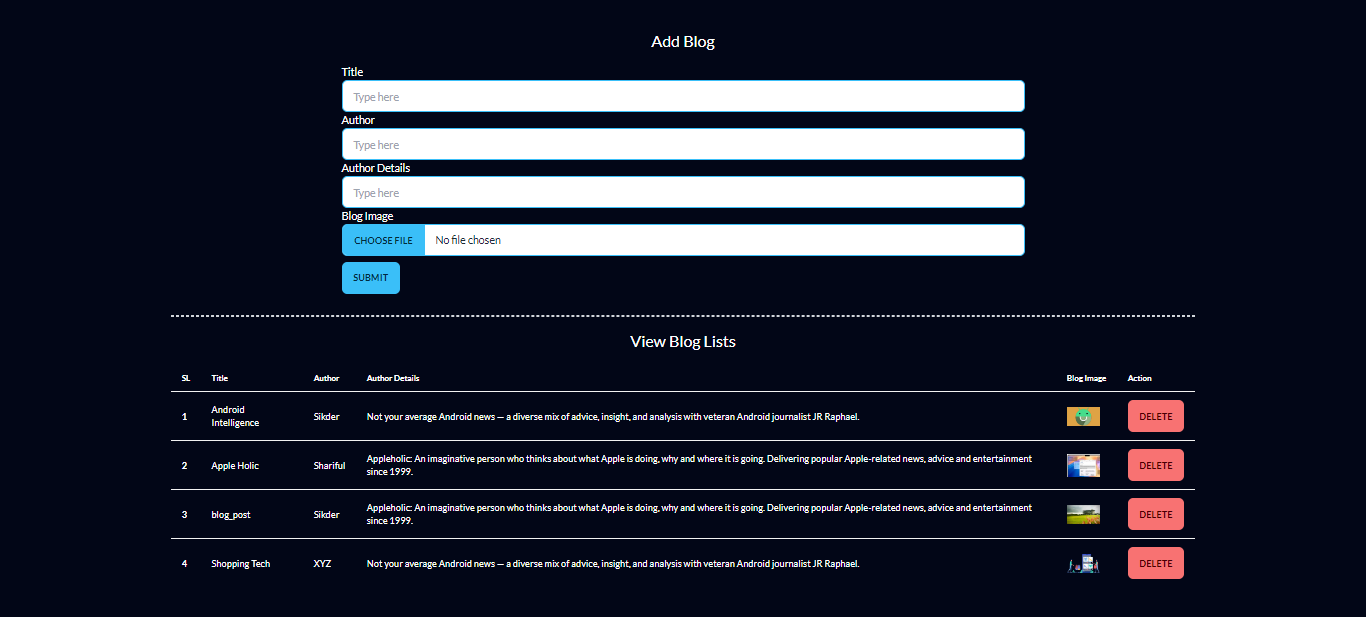 Add Blog
Title
Type here
Author
Type here
Author Details
Type here
Blog Image
CHOOSE FILE No file chosen
SUBMIT
View Blog Lists
SL Title Author Author Details Blog Image Action
1 Android Intelligence Sikder Not your average Android news — a diverse mix of advice, insight, and analysis with veteran Android journalist JR Raphael. DELETE
2 Apple Holic Shariful Appleholic: An imaginative person who thinks about what Apple is doing, why and where it is going. Delivering popular Apple-related news, advice and entertainment since 1999. DELETE
3 blog_post Sikder Appleholic: An imaginative person who thinks about what Apple is doing, why and where it is going. Delivering popular Apple-related news, advice and entertainment since 1999. DELETE
4 Shopping Tech XYZ Not your average Android news — a diverse mix of advice, insight, and analysis with veteran Android journalist JR Raphael. DELETE